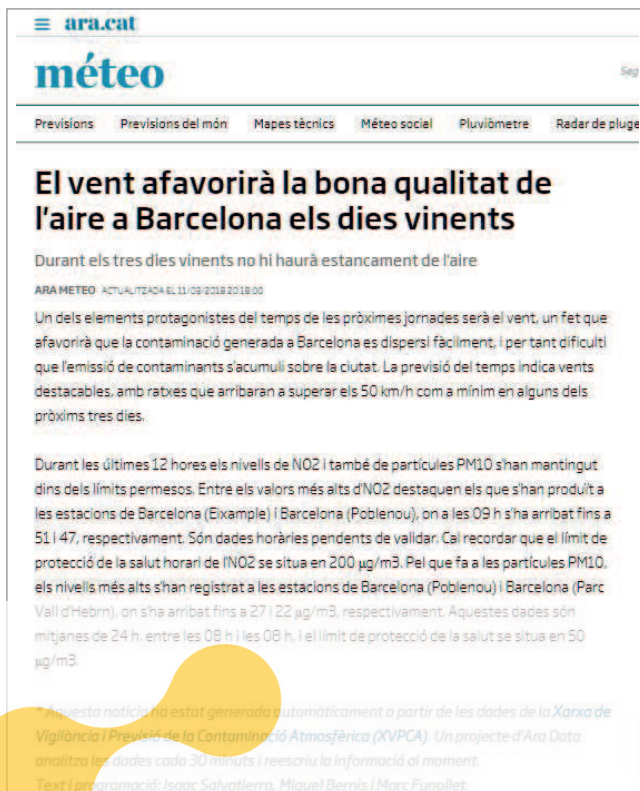 ≡ ara.cat
méteo
Seg
Previsions Previsions del món Mapes tècnics Méteo social Pluviòmetre Radar de pluge
El vent afavorirà la bona qualitat de
l'aire a Barcelona els dies vinents
Durant els tres dies vinents no hi haurà estancament de l'aire
ARA METEO ACTUALITZADA EL 11/03/2019 20:19:00
Un dels elements protagonistes del temps de les pròximes jornades serà el vent, un fet que
afavorirà que la contaminació generada a Barcelona es dispersi fàcilment, i per tant dificulti
que l'emissió de contaminants s'acumuli sobre la ciutat. La previsió del temps indica vents
destacables, amb ratxes que arribaran a superar els 50 km/h com a mínim en alguns dels
pròxims tres dies.
Durant les últimes 12 hores els nivells de NO2 i també de partícules PM10 s'han mantingut
dins dels límits permesos. Entre els valors més alts d'NO2 destaquen els que s'han produït a
les estacions de Barcelona (Eixample) i Barcelona (Poblenou), on a les 09 h s'ha arribat fins a
51 i 47, respectivament. Són dades horàries pendents de validar. Cal recordar que el límit de
protecció de la salut horari de l'NO2 se situa en 200 µg/m3. Pel que fa a les partícules PM10,
els nivells més alts s'han registrat a les estacions de Barcelona (Poblenou) i Barcelona (Parc
Vall d'Hebrn), on s'ha arribat fins a 27 i 22 µg/m3, respectivament. Aquestes dades són
mitjanes de 24 h, entre les 08 h i les 08 h, i el límit de protecció de la salut se situa en 50
µg/m3.
* Aquesta notícia ha estat generada automàticament a partir de les dades de la Xarxa de
Vigilància i Previsió de la Contaminació Atmosfèrica (XVPCA). Un projecte d'Ara Data
analitza les dades cada 30 minuts i reescriu la informació al moment.
Text i programació: Isaac Salvatierra, Miquel Bernis i Marc Funollet.